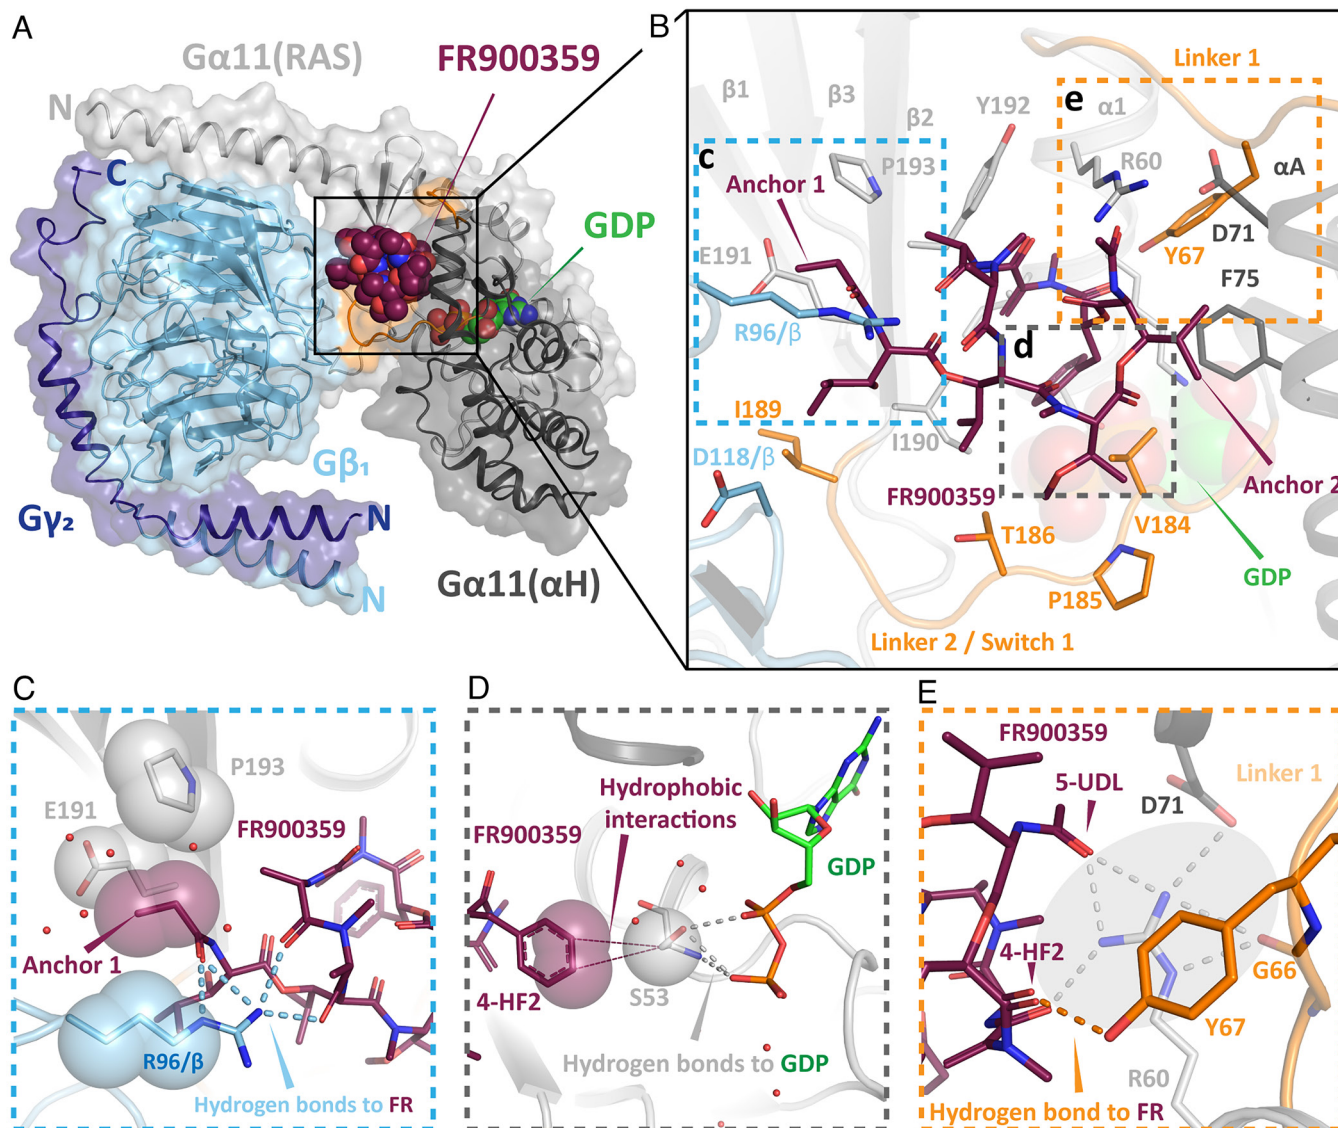 A
Gα11(RAS)
FR900359
N
C
GDP
Gβ₁
Gγ₂
N
N
Gα11(αH)
B
Linker 1
β1
β3
β2
Y192
e
α1
c
P193
R60
αA
Anchor 1
D71
Y67
E191
F75
R96/β
d
I189
I190
D118/β
FR900359
Anchor 2
T186
V184
GDP
P185
Linker 2 / Switch 1
C
P193
E191
FR900359
Anchor 1
R96/β
Hydrogen bonds to FR
D
Hydrophobic
interactions
FR900359
GDP
4-HF2
S53
Hydrogen bonds to GDP
E
FR900359
5-UDL
Linker 1
D71
4-HF2
G66
Y67
R60
Hydrogen bond to FR